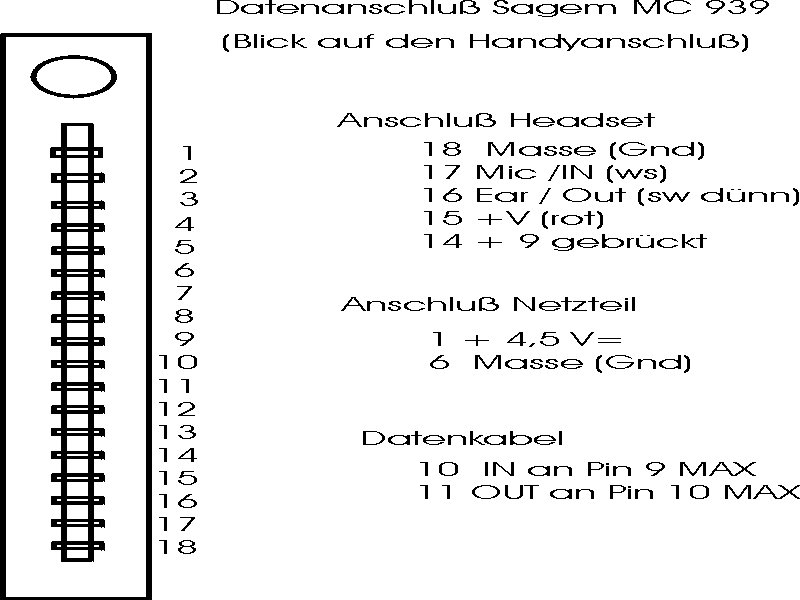 Datenanschluß Sagem MC 939
(Blick auf den Handyanschluß)
Anschluß Headset
18 Masse (Gnd)
17 Mic /IN (ws)
16 Ear / Out (sw dünn)
15 +V (rot)
14 + 9 gebrückt
Anschluß Netzteil
1 + 4,5 V=
6 Masse (Gnd)
Datenkabel
10 IN an Pin 9 MAX
11 OUT an Pin 10 MAX
1
2
3
4
5
6
7
8
9
10
11
12
13
14
15
16
17
18